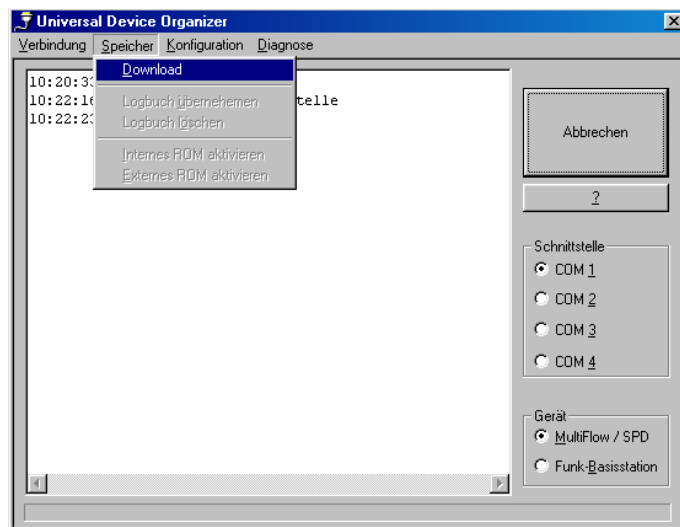 Universal Device Organizer
Verbindung Speicher Konfiguration Diagnose
Download
Logbuch übernehemen
Logbuch löschen
Internes ROM aktivieren
Externes ROM aktivieren
10:20:33
10:22:16 telle
10:22:23
Abbrechen
?
Schnittstelle
COM 1
COM 2
COM 3
COM 4
Gerät
MultiFlow / SPD
Funk-Basisstation